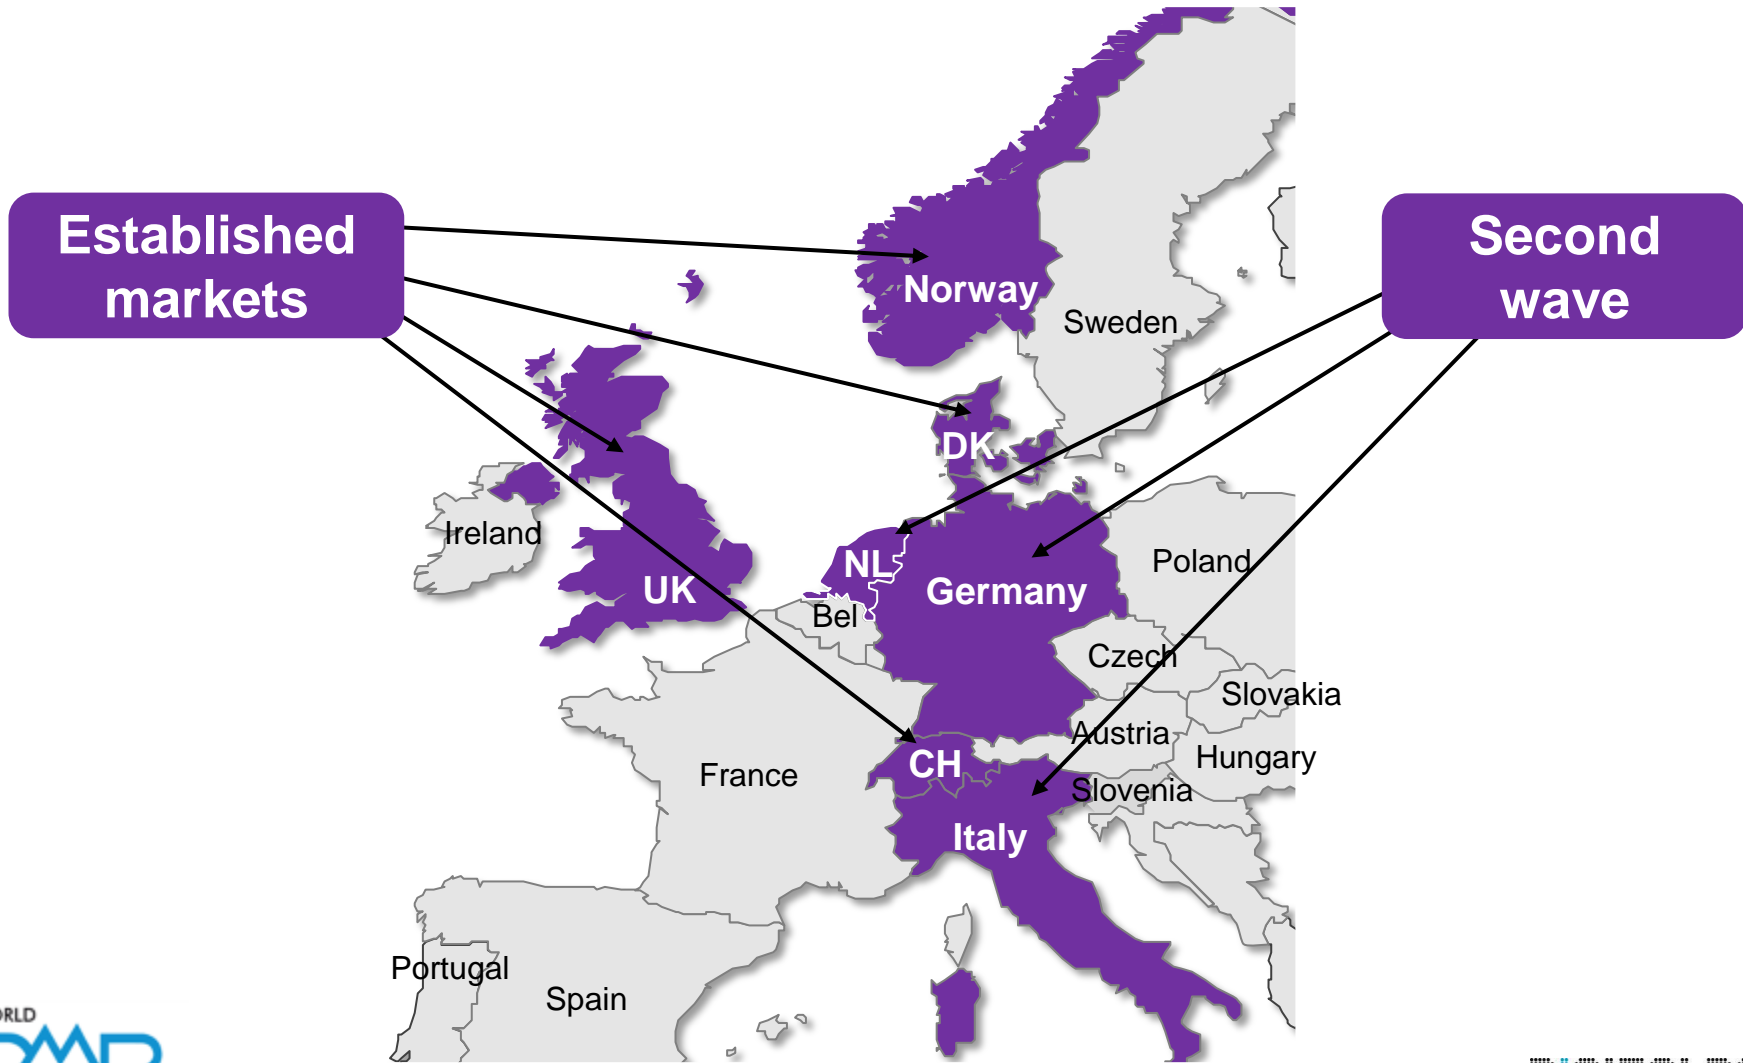 Established
markets
Second
wave
Norway
Sweden
DK
Ireland
UK
NL
Germany
Poland
Bel
Czech
Slovakia
Austria
Hungary
France
CH
Slovenia
Italy
Portugal
Spain